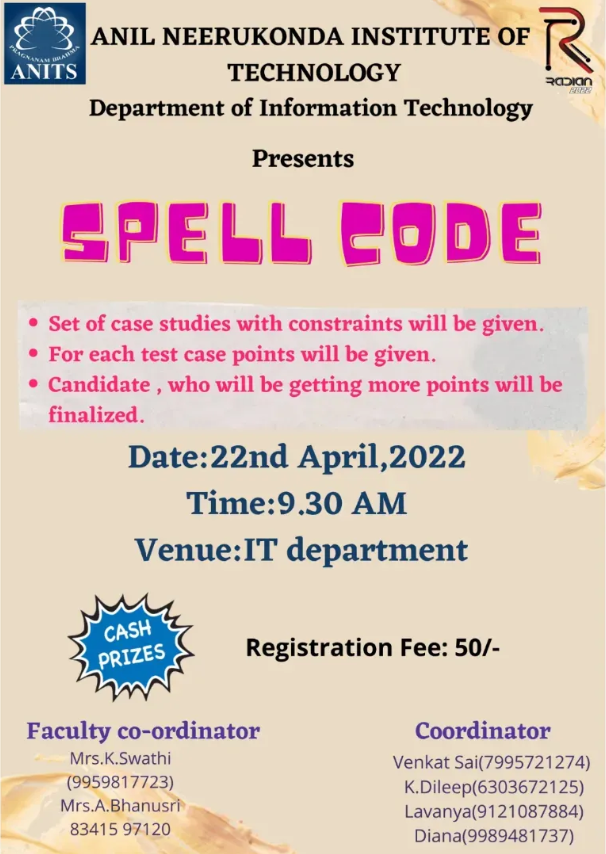 PRAGNANAM BRAHMA
ANITS
ANIL NEERUKONDA INSTITUTE OF
TECHNOLOGY
RADIAN
Department of Information Technology
Presents
SPELL CODE
• Set of case studies with constraints will be given.
• For each test case points will be given.
• Candidate , who will be getting more points will be
finalized.
Date:22nd April,2022
Time:9.30 AM
Venue:IT department
CASH
PRIZES
Registration Fee: 50/-
Faculty co-ordinator
Mrs.K.Swathi
(9959817723)
Mrs.A.Bhanusri
83415 97120
Coordinator
Venkat Sai(7995721274)
K.Dileep(6303672125)
Lavanya(9121087884)
Diana(9989481737)